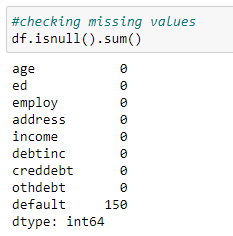 #checking missing values
df.isnull().sum()
age 0
ed 0
employ 0
address 0
income 0
debtinc 0
creddebt 0
othdebt 0
default 150
dtype: int64